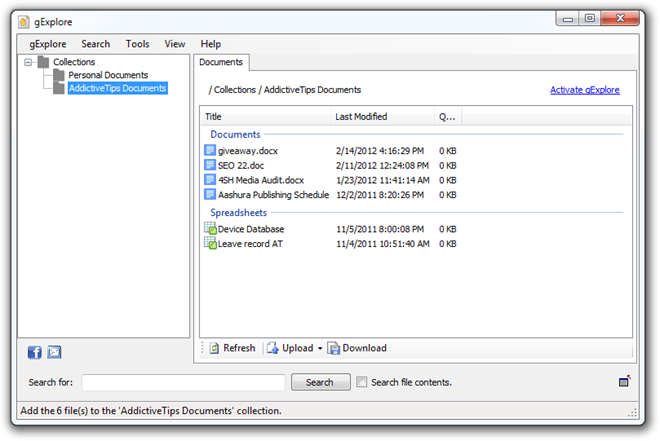 gExplore
gExplore Search Tools View Help
Collections
Personal Documents
AddictiveTips Documents
Documents
/ Collections / AddictiveTips Documents Activate gExplore
Title Last Modified Q...
Documents
giveaway.docx 2/14/2012 4:16:29 PM 0 KB
SEO 22.doc 2/11/2012 12:24:08 PM 0 KB
4SH Media Audit.docx 1/23/2012 11:41:14 AM 0 KB
Aashura Publishing Schedule 12/2/2011 8:20:26 PM 0 KB
Spreadsheets
Device Database 11/5/2011 8:00:08 PM 0 KB
Leave record AT 11/4/2011 10:51:40 AM 0 KB
Refresh Upload Download
Search for: Search Search file contents.
Add the 6 file(s) to the 'AddictiveTips Documents' collection.